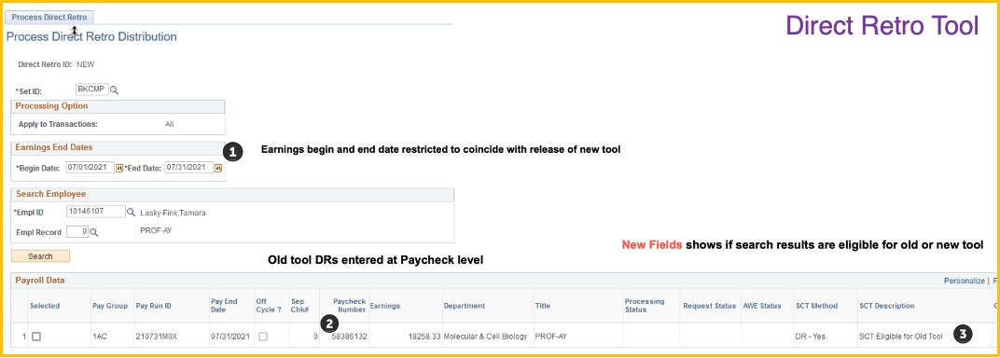 Process Direct Retro
Direct Retro Tool
Process Direct Retro Distribution
Direct Retro ID: NEW
*Set ID: BKCMP
Processing Option
Apply to Transactions: All
Earnings End Dates
1 Earnings begin and end date restricted to coincide with release of new tool
*Begin Date: 07/01/2021 *End Date: 07/31/2021
Search Employee
*Empl ID 10146107 Lasky-Fink,Tamara
Empl Record 0 PROF-AY
New Fields shows if search results are eligible for old or new tool
Search
Old tool DRs entered at Paycheck level
Payroll Data Personalize |
Selected Pay Group Pay Run ID Pay End Date Off Cycle ? Sep Chk# Paycheck Number Earnings Department Title Processing Status Request Status AWE Status SCT Method SCT Description
2
1 1AC 210731M0X 07/31/2021 0 58386132 18258.33 Molecular & Cell Biology PROF-AY DR - Yes SCT Eligible for Old Tool 3